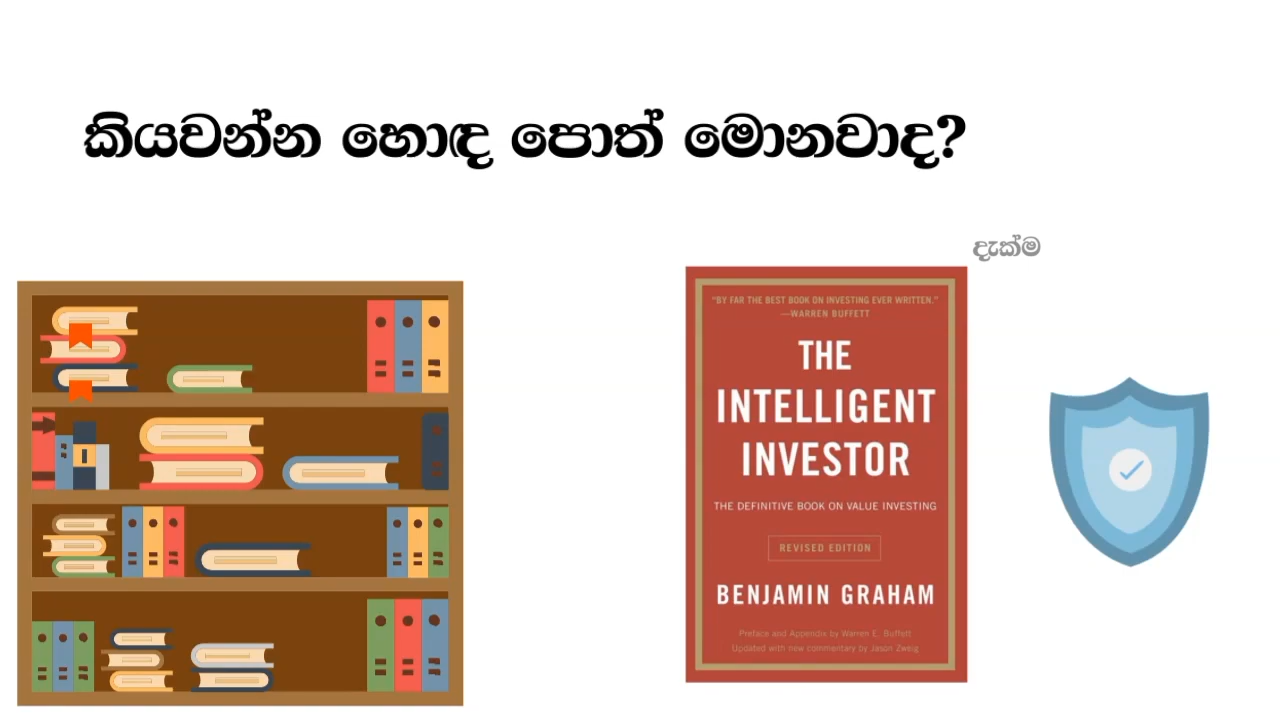 කියවන්න හොඳ පොත් මොනවාද?
දැක්ම
"BY FAR THE BEST BOOK ON INVESTING EVER WRITTEN."
—WARREN BUFFETT
THE
INTELLIGENT
INVESTOR
THE DEFINITIVE BOOK ON VALUE INVESTING
REVISED EDITION
BENJAMIN GRAHAM
Preface and Appendix by Warren E. Buffett
Updated with new commentary by Jason Zweig